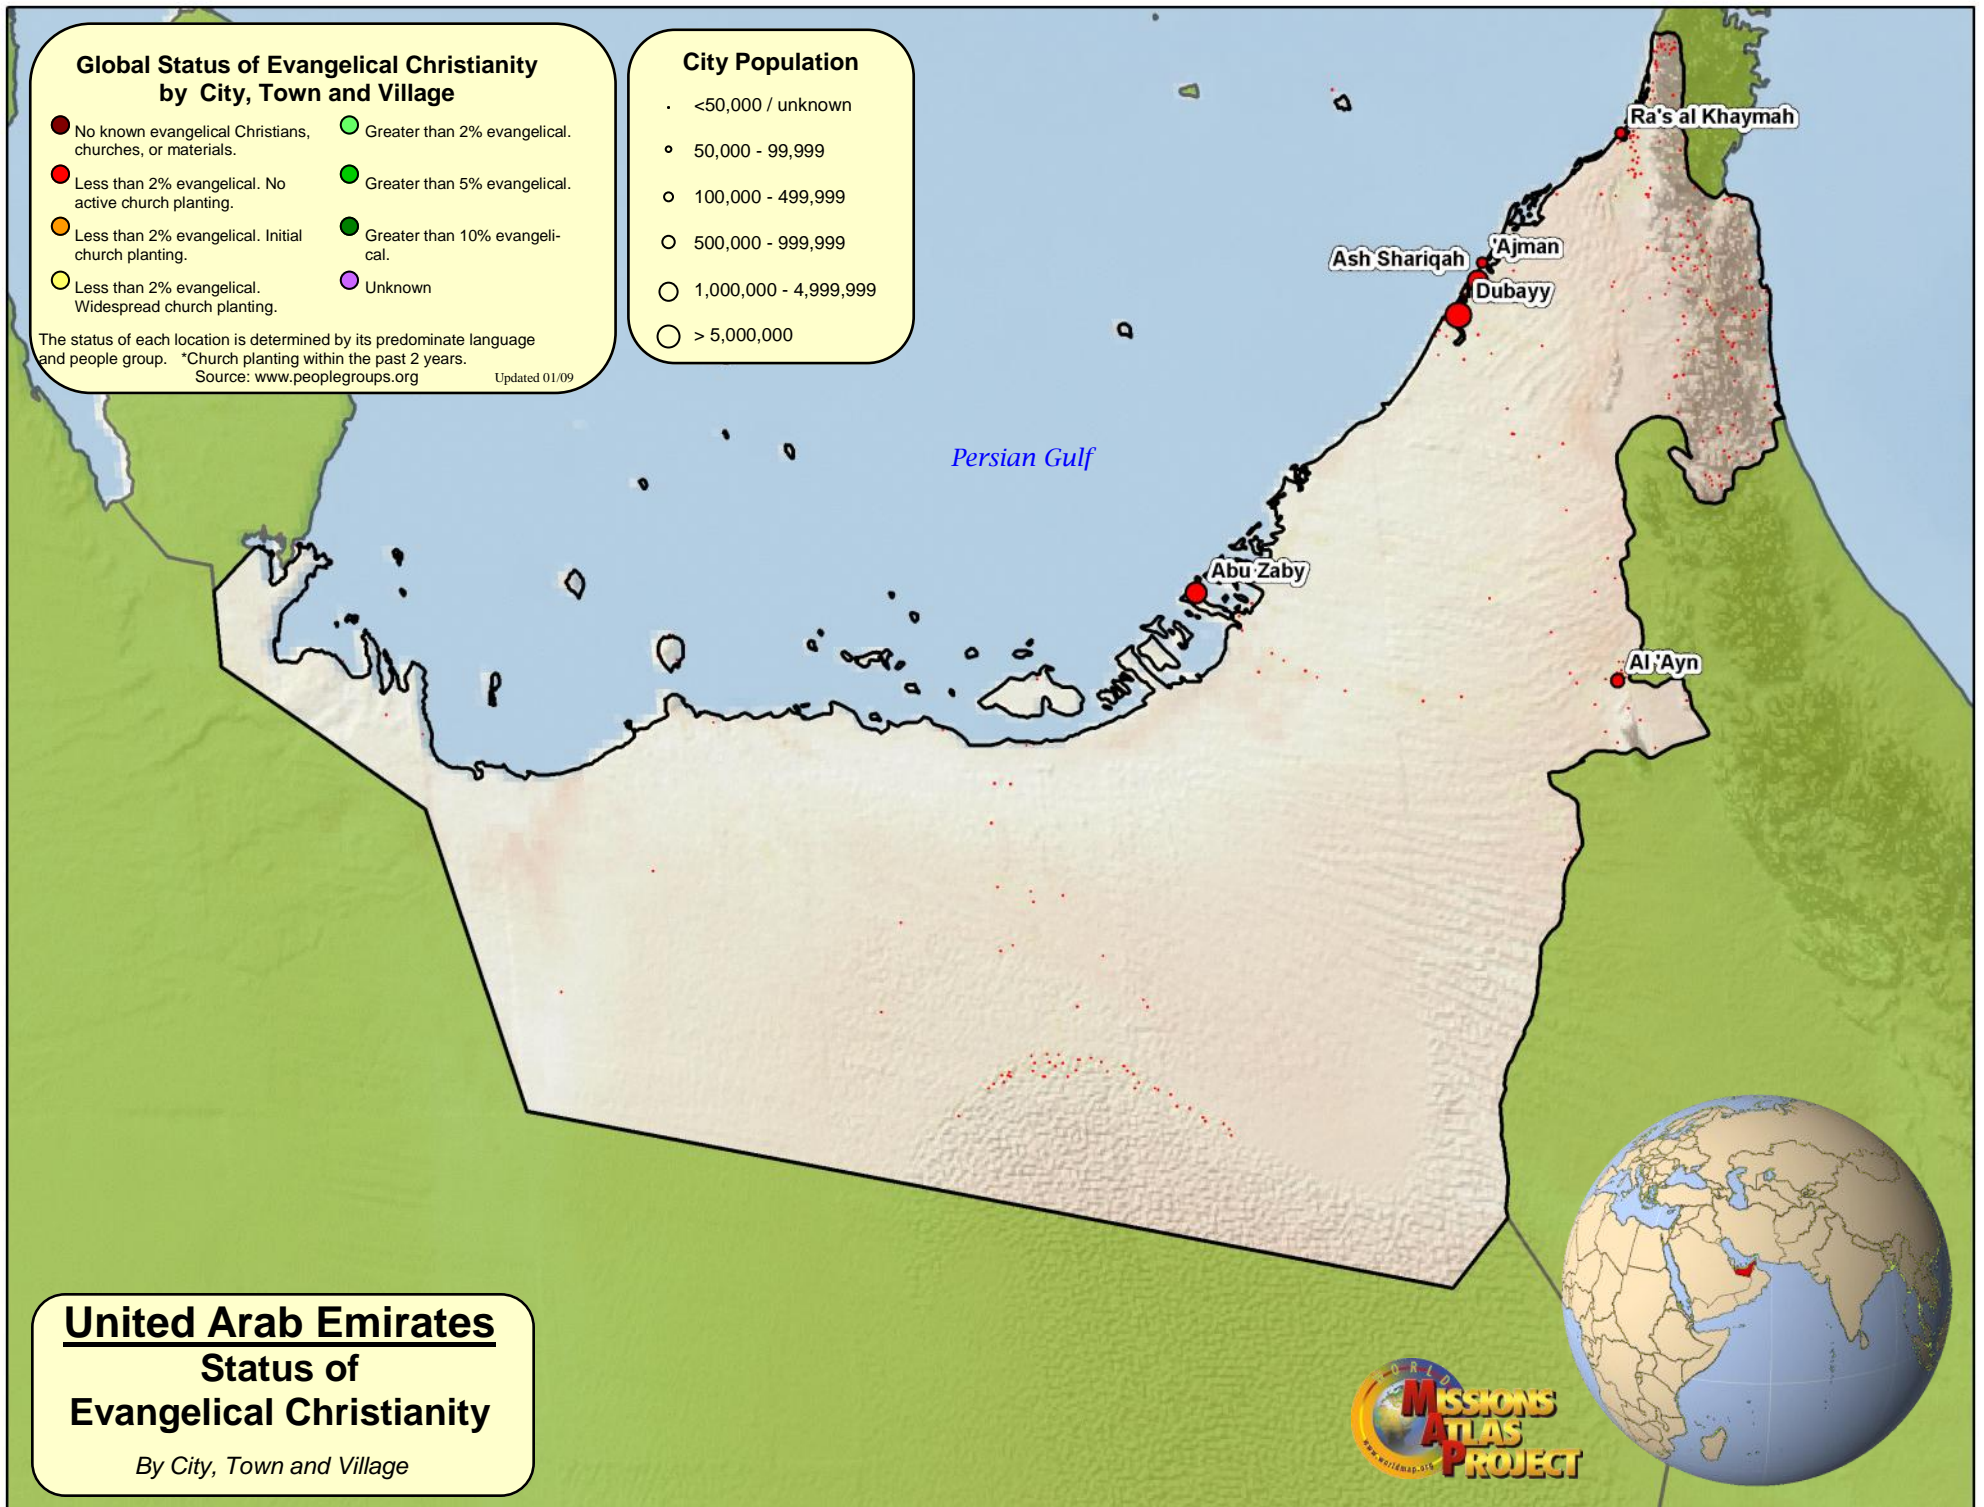 Global Status of Evangelical Christianity
by City, Town and Village
No known evangelical Christians,
churches, or materials.
Less than 2% evangelical. No
active church planting.
Less than 2% evangelical. Initial
church planting.
Less than 2% evangelical.
Widespread church planting.
Greater than 2% evangelical.
Greater than 5% evangelical.
Greater than 10% evangeli-
cal.
Unknown
The status of each location is determined by its predominate language
and people group. *Church planting within the past 2 years.
Source: www.peoplegroups.org
Updated 01/09
City Population
<50,000 / unknown
50,000 - 99,999
100,000 - 499,999
500,000 - 999,999
1,000,000 - 4,999,999
> 5,000,000
Ra's al Khaymah
'Ajman
Ash Shariqah
Dubayy
Persian Gulf
Abu Zaby
Al 'Ayn
United Arab Emirates
Status of
Evangelical Christianity
By City, Town and Village
WORLD
MISSIONS
ATLAS
PROJECT
www.worldmap.org